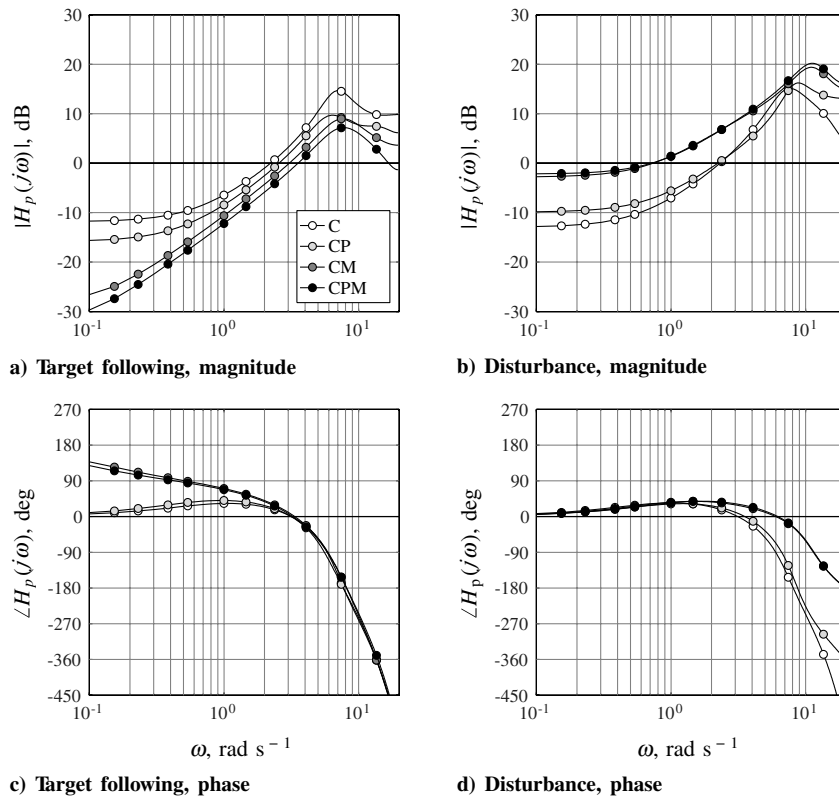 30
20
10
0
-10
-20
-30
|H_p(jω)|, dB
C
CP
CM
CPM
10^-1 10^0 10^1
a) Target following, magnitude
30
20
10
0
-10
-20
-30
|H_p(jω)|, dB
10^-1 10^0 10^1
b) Disturbance, magnitude
270
180
90
0
-90
-180
-270
-360
-450
∠H_p(jω), deg
10^-1 10^0 10^1
ω, rad s^−1
c) Target following, phase
270
180
90
0
-90
-180
-270
-360
-450
∠H_p(jω), deg
10^-1 10^0 10^1
ω, rad s^−1
d) Disturbance, phase